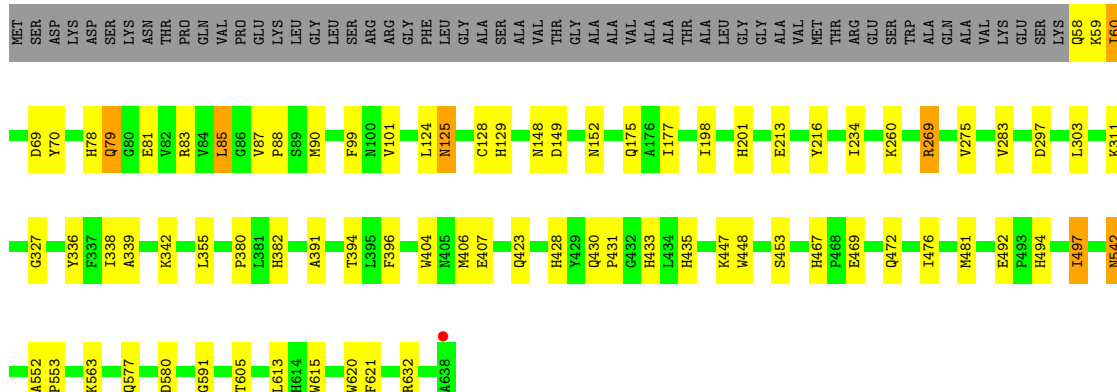 MET SER ASP LYS ASP SER LYS ASN THR PRO GLN VAL PRO GLU LYS LEU GLY LEU SER ARG ARG GLY PHE LEU GLY ALA SER ALA VAL THR GLY ALA ALA VAL ALA ALA THR ALA LEU GLY GLY ALA VAL MET THR ARG GLU SER TRP ALA GLN ALA VAL LYS GLU SER LYS Q58 K59 I60
D69 Y70 H78 Q79 G80 E81 V82 R83 V84 L85 G86 V87 P88 S89 M90 F99 N100 V101 L124 N125 C128 H129 N148 D149 N152 Q175 A176 I177 I198 H201 E213 Y216 I234 K260 R269 V275 V283 D297 L303 K311
G327 Y336 F337 I338 A339 K342 L355 P380 L381 H382 A391 T394 L395 F396 W404 N405 M406 E407 Q423 H428 Y429 Q430 P431 G432 H433 L434 H435 K447 W448 S453 H467 P468 E469 Q472 I476 M481 E492 P493 H494 I497 N542
A552 P553 K563 Q577 D580 G591 T605 L613 H614 W615 W620 F621 R632 A638